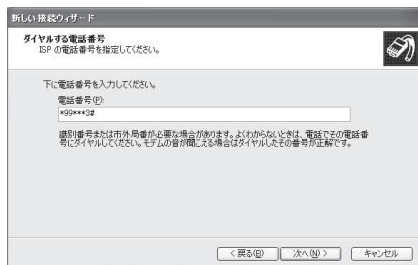 新しい接続ウィザード
ダイヤルする電話番号
ISP の電話番号を指定してください。
下に電話番号を入力してください。
電話番号(P):
*99***3#
識別番号または市外局番が必要な場合があります。よくわからないときは、電話でその電話番
号にダイヤルしてください。モデムの音が聞こえる場合はダイヤルしたその番号が正解です。
< 戻る(B)
次へ(N) >
キャンセル